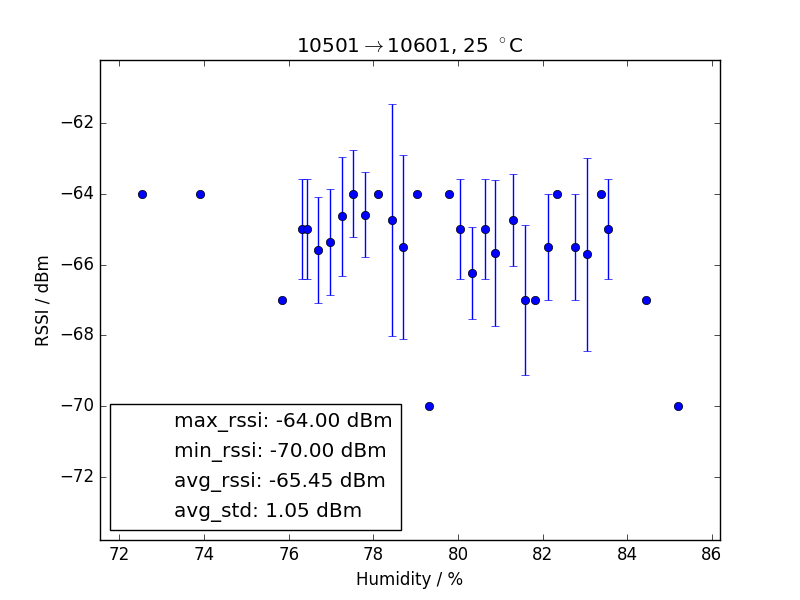 10501→10601, 25 °C
RSSI / dBm
−62
−64
−66
−68
−70
−72
max_rssi: -64.00 dBm
min_rssi: -70.00 dBm
avg_rssi: -65.45 dBm
avg_std: 1.05 dBm
72 74 76 78 80 82 84 86
Humidity / %